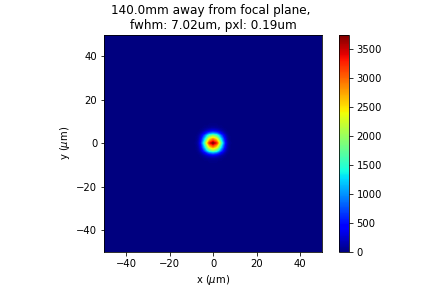 140.0mm away from focal plane,
fwhm: 7.02um, pxl: 0.19um
40
20
0
−20
−40
y (μm)
−40 −20 0 20 40
x (μm)
3500
3000
2500
2000
1500
1000
500
0